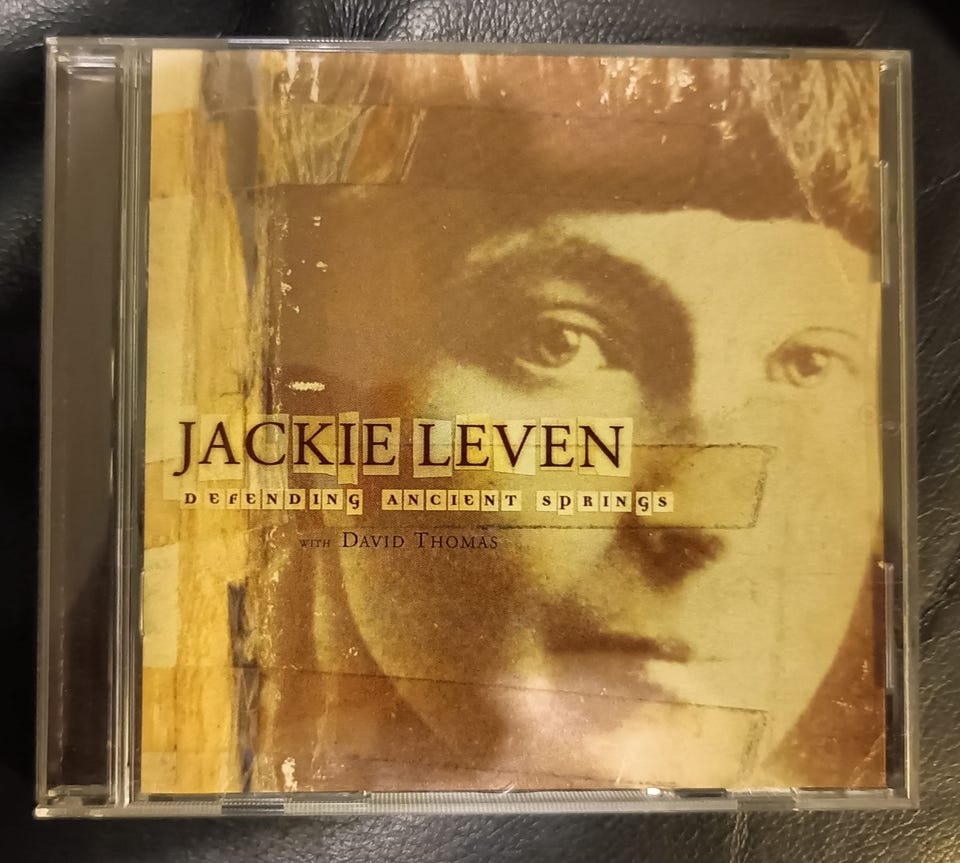 JACKIE LEVEN
DEFENDING ANCIENT SPRINGS
WITH DAVID THOMAS